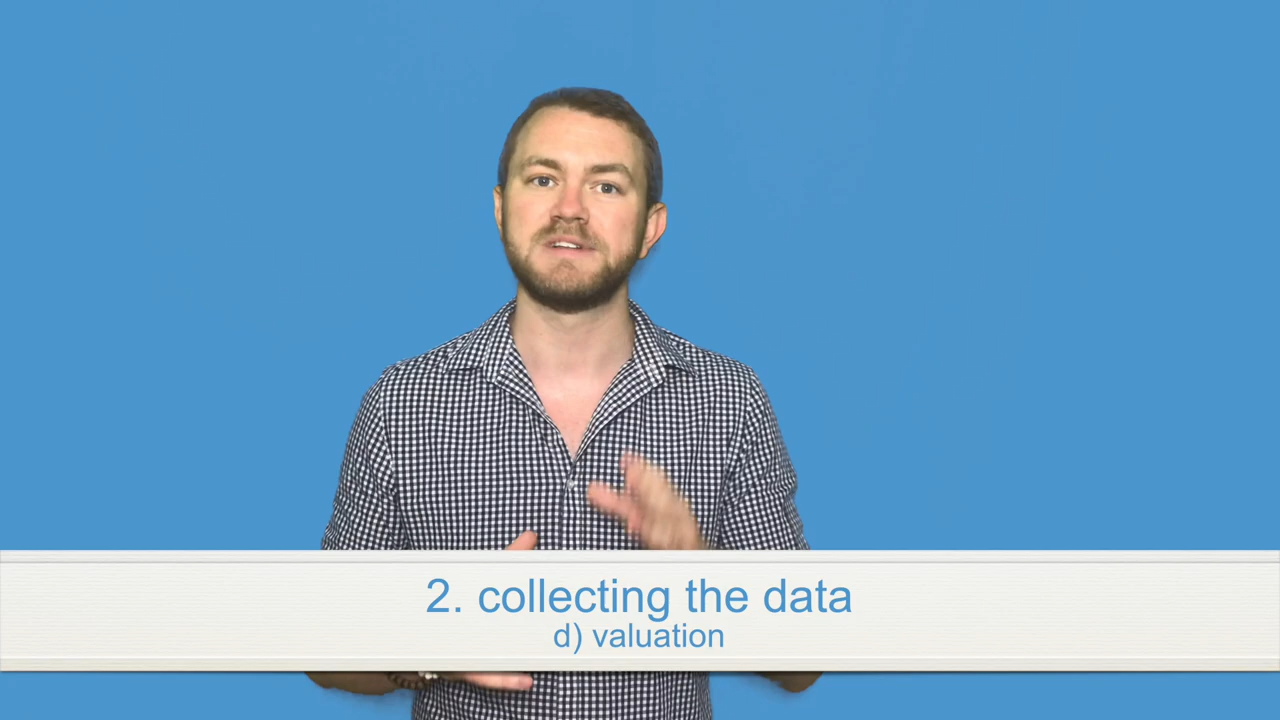 2. collecting the data
d) valuation